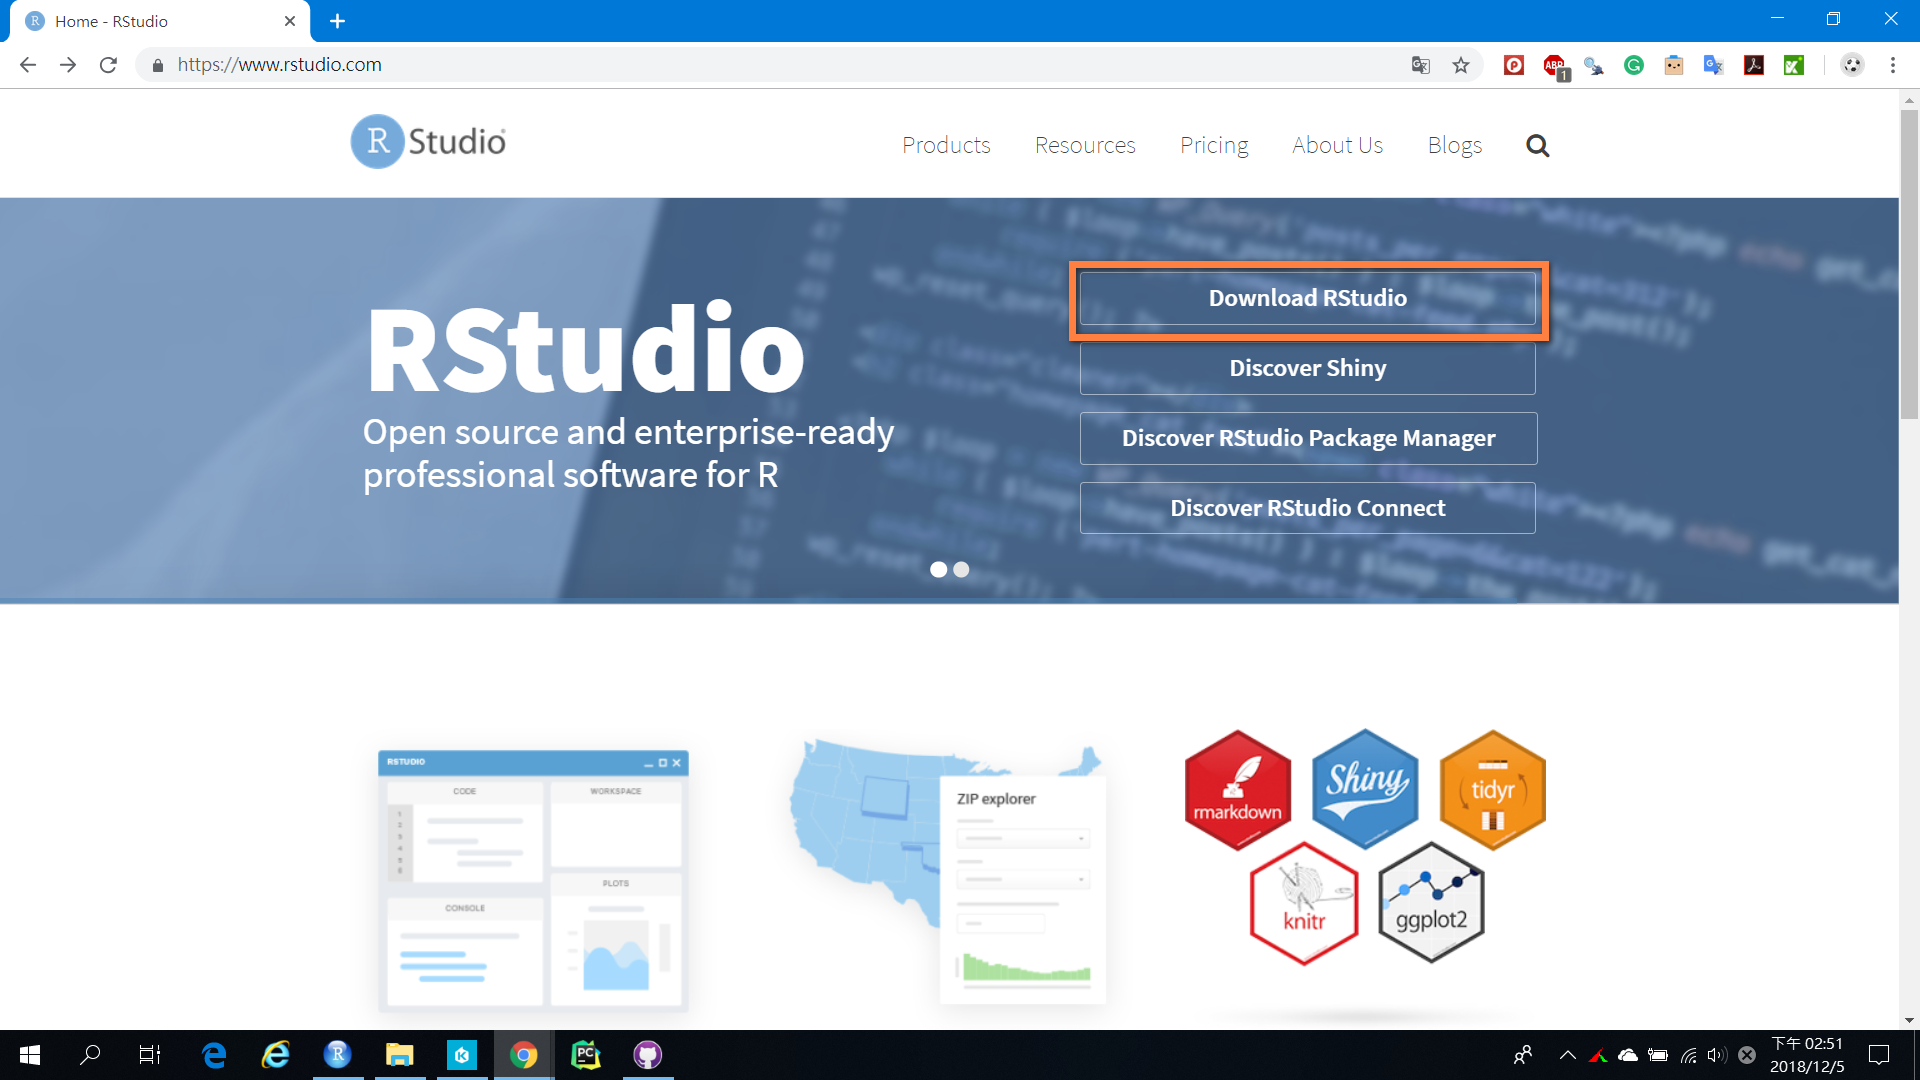 Home - RStudio
https://www.rstudio.com
ABP
1
R Studio
Products
Resources
Pricing
About Us
Blogs
RStudio
Open source and enterprise-ready
professional software for R
Download RStudio
Discover Shiny
Discover RStudio Package Manager
Discover RStudio Connect
RSTUDIO
CODE
WORKSPACE
PLOTS
CONSOLE
ZIP explorer
rmarkdown
Shiny
tidyr
knitr
ggplot2
下午 02:51
2018/12/5